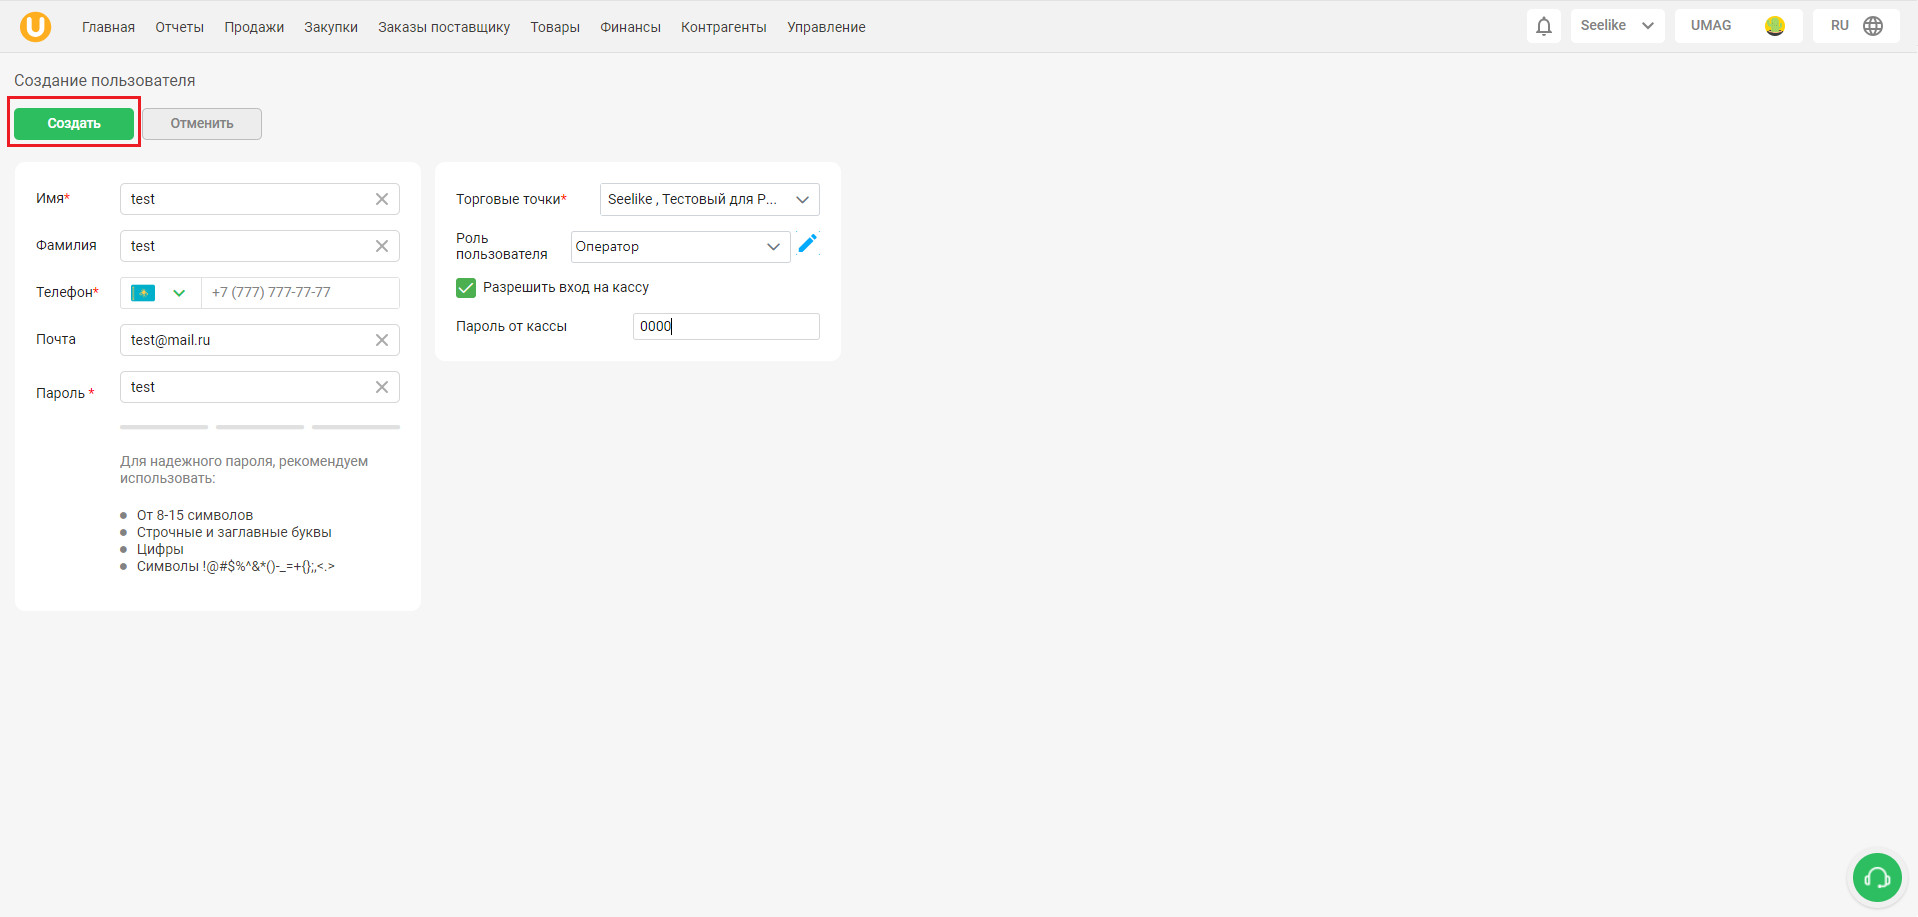 U
Главная Отчеты Продажи Закупки Заказы поставщику Товары Финансы Контрагенты Управление
Seelike
UMAG
RU
Создание пользователя
Создать
Отменить
Имя*
test
Фамилия
test
Телефон*
+7 (777) 777-77-77
Почта
test@mail.ru
Пароль *
test
Для надежного пароля, рекомендуем
использовать:
От 8-15 символов
Строчные и заглавные буквы
Цифры
Символы !@#$%^&*()-_=+{};,<.>
Торговые точки*
Seelike , Тестовый для Р...
Роль
пользователя
Оператор
Разрешить вход на кассу
Пароль от кассы
0000